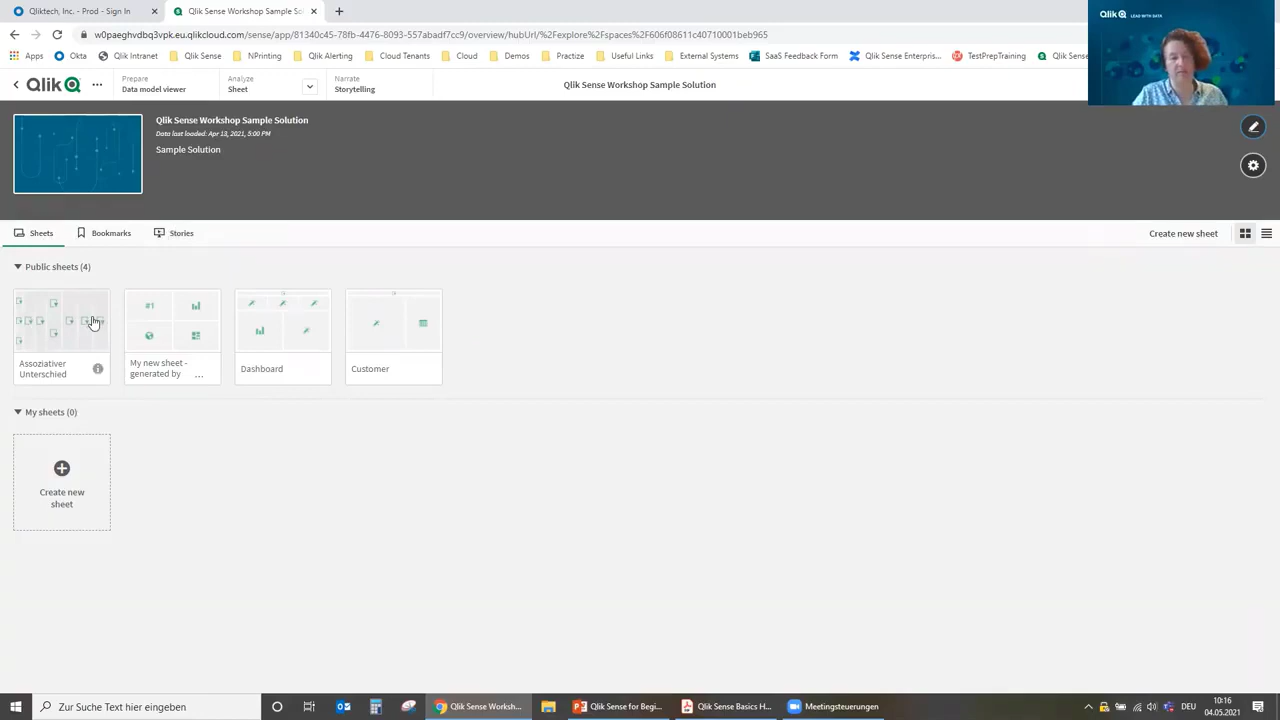 Qliktech, Inc. - Prod - Sign In
Qlik Sense Workshop Sample So
w0paeghvdbq3vpk.eu.qlikcloud.com/sense/app/81340c45-78fb-4476-8093-557abadf7cc9/overview/hubUrl/%2Fexplore%2Fspaces%2F606f08611c40710001beb965
Apps Okta Qlik Intranet Qlik Sense NPrinting Qlik Alerting Cloud Tenants Cloud Demos Practize Useful Links External Systems SaaS Feedback Form Qlik Sense Enterpris... TestPrepTraining Qlik Sense
Qlik LEAD WITH DATA
Qlik
Prepare
Data model viewer
Analyze
Sheet
Narrate
Storytelling
Qlik Sense Workshop Sample Solution
Qlik Sense Workshop Sample Solution
Data last loaded: Apr 13, 2021, 5:00 PM
Sample Solution
Sheets Bookmarks Stories Create new sheet
Public sheets (4)
#1
Assoziativer
Unterschied
My new sheet -
generated by ...
Dashboard
Customer
My sheets (0)
Create new
sheet
Zur Suche Text hier eingeben
Qlik Sense Worksh...
Qlik Sense for Begi...
Qlik Sense Basics H...
Meetingsteuerungen
DEU
10:16
04.05.2021